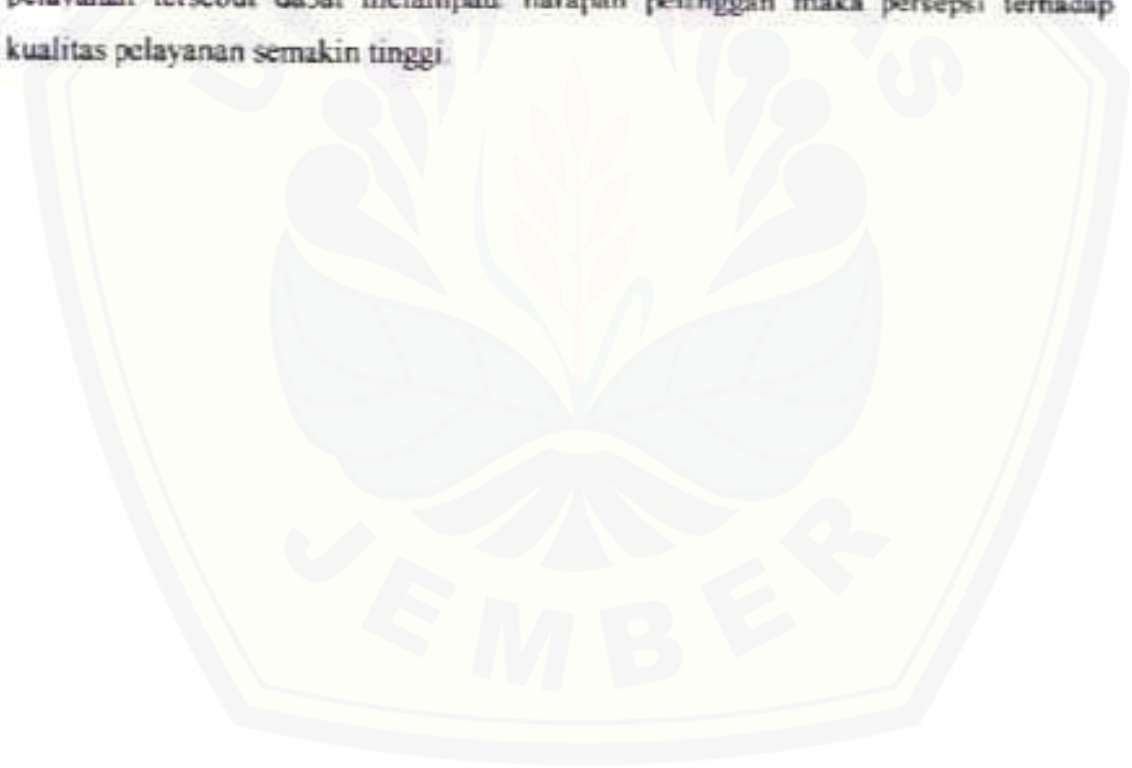 pelayanan tersebut dapat melampaui harapan pelanggan maka persepsi terhadap
kualitas pelayanan semakin tinggi.
JEMBER